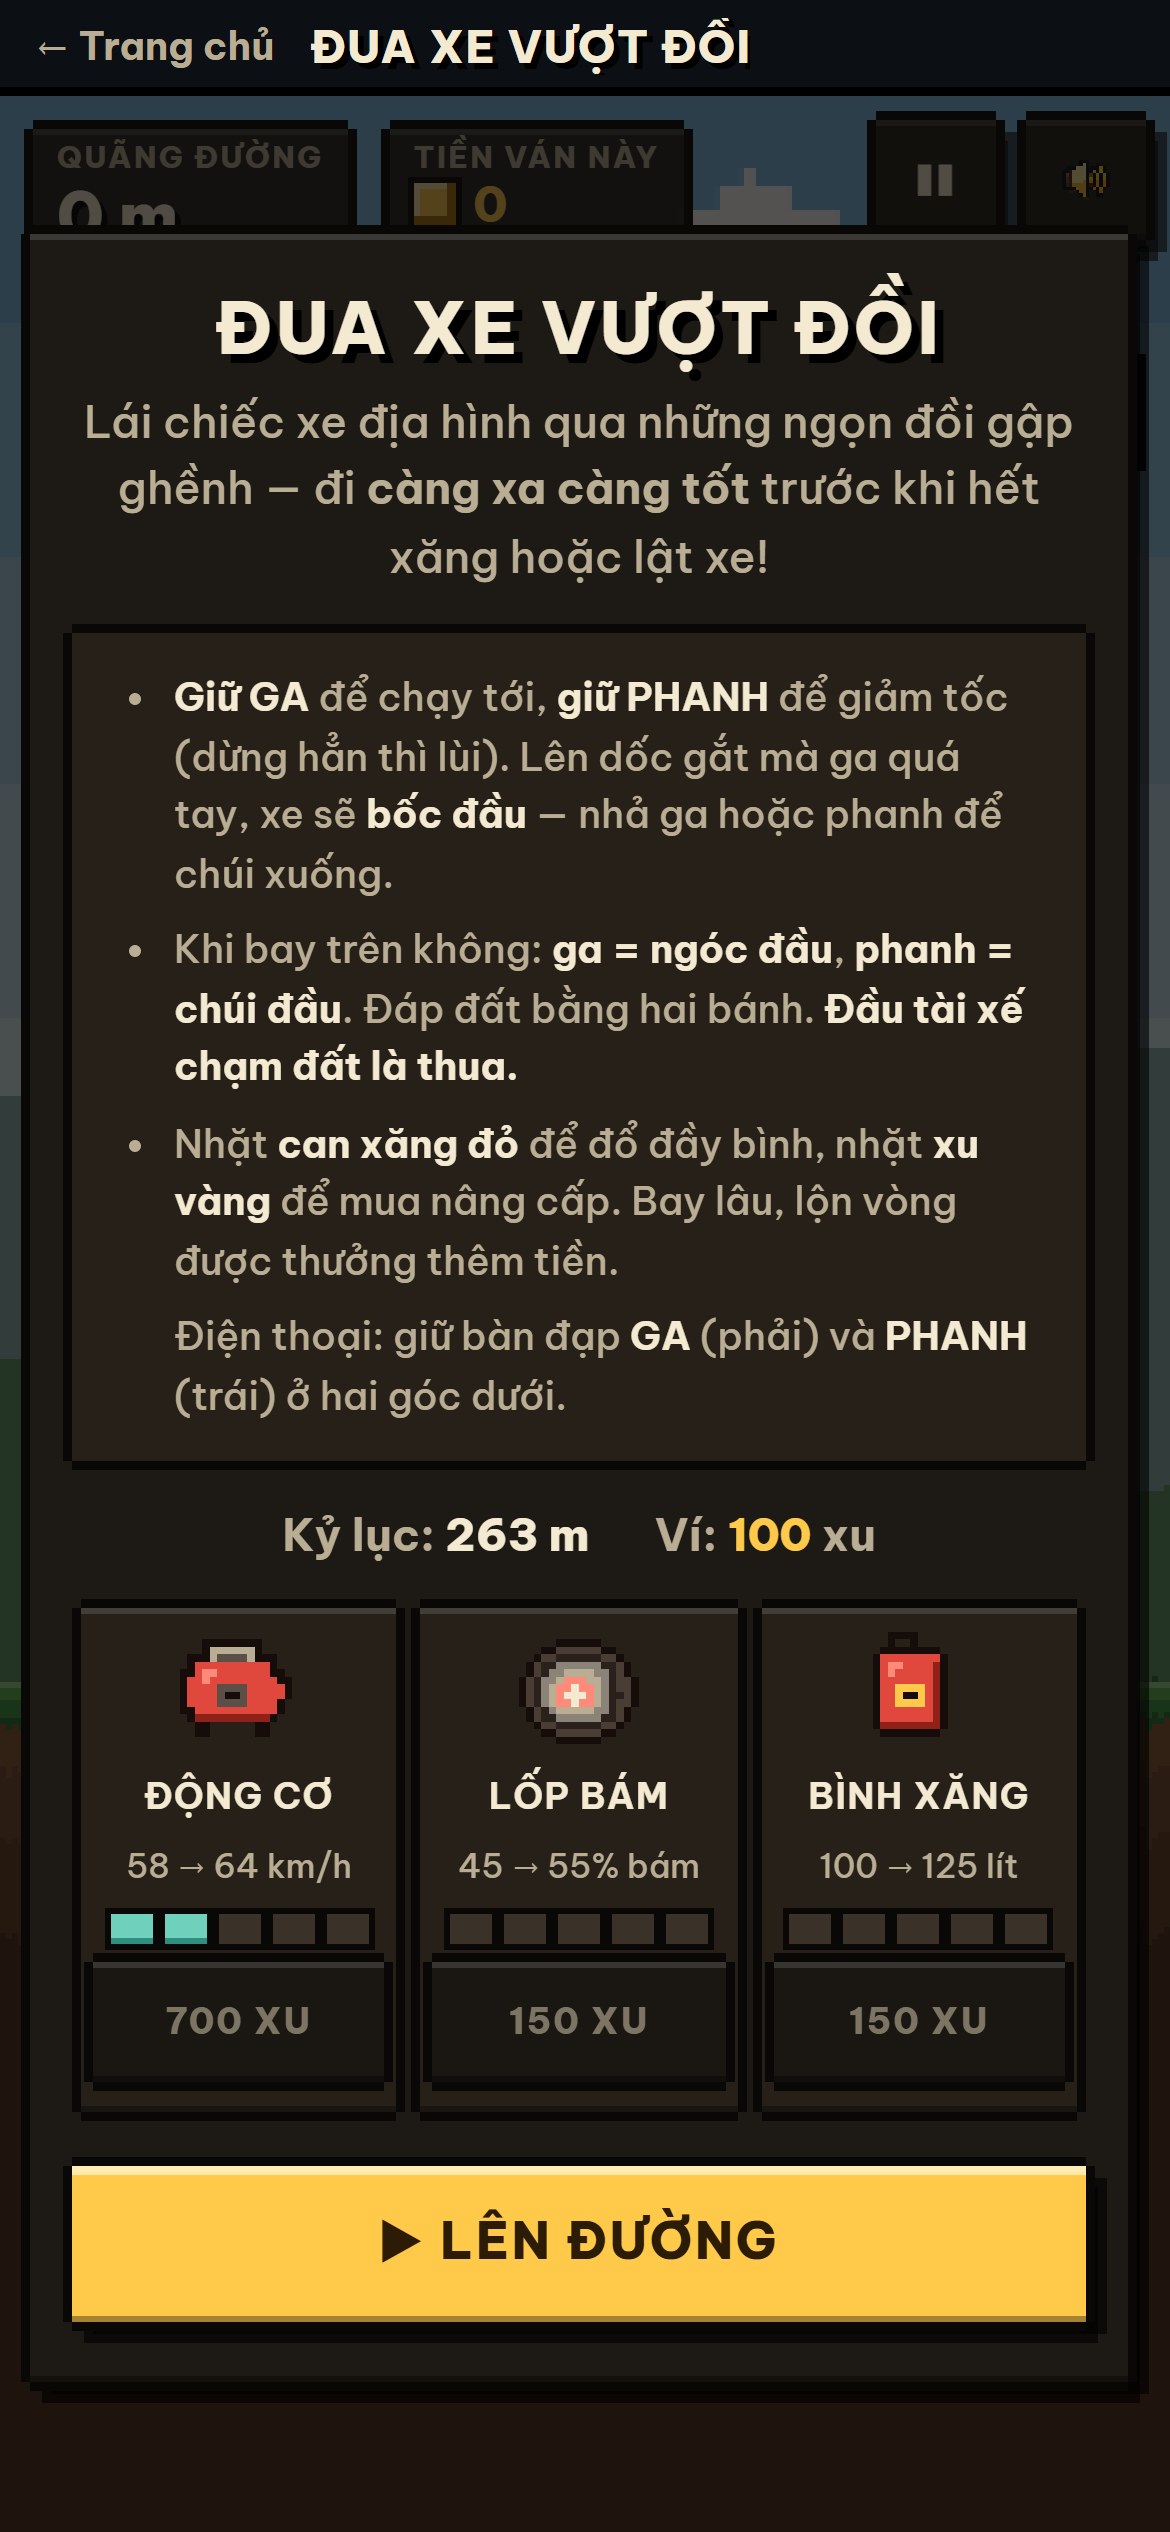 ← Trang chủ ĐUA XE VƯỢT ĐỒI
QUÃNG ĐƯỜNG TIỀN VÁN NÀY
0 m 0
ĐUA XE VƯỢT ĐỒI
Lái chiếc xe địa hình qua những ngọn đồi gập
ghềnh — đi càng xa càng tốt trước khi hết
xăng hoặc lật xe!
• Giữ GA để chạy tới, giữ PHANH để giảm tốc
(dừng hẳn thì lùi). Lên dốc gắt mà ga quá
tay, xe sẽ bốc đầu — nhả ga hoặc phanh để
chúi xuống.
• Khi bay trên không: ga = ngóc đầu, phanh =
chúi đầu. Đáp đất bằng hai bánh. Đầu tài xế
chạm đất là thua.
• Nhặt can xăng đỏ để đổ đầy bình, nhặt xu
vàng để mua nâng cấp. Bay lâu, lộn vòng
được thưởng thêm tiền.
Điện thoại: giữ bàn đạp GA (phải) và PHANH
(trái) ở hai góc dưới.
Kỷ lục: 263 m Ví: 100 xu
ĐỘNG CƠ LỐP BÁM BÌNH XĂNG
58 → 64 km/h 45 → 55% bám 100 → 125 lít
700 XU 150 XU 150 XU
▶ LÊN ĐƯỜNG